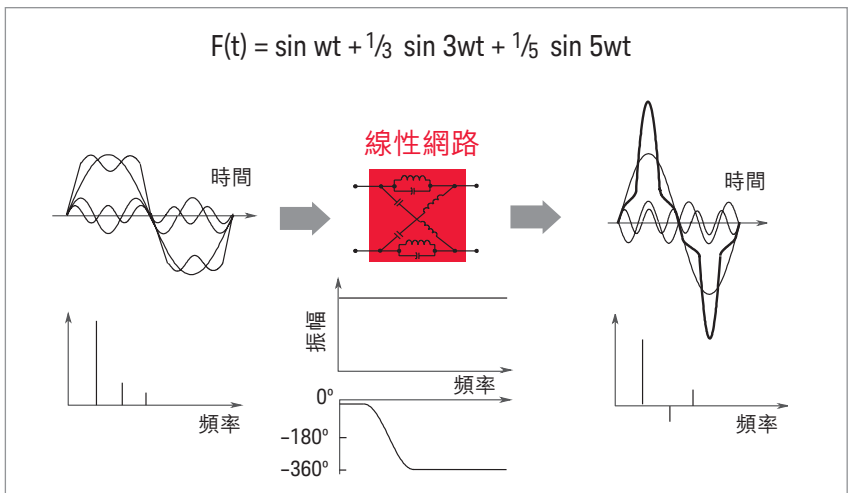 F(t) = sin wt + 1/3 sin 3wt + 1/5 sin 5wt
線性網路
時間
時間
振幅
頻率
頻率
頻率
0º
–180º
–360º